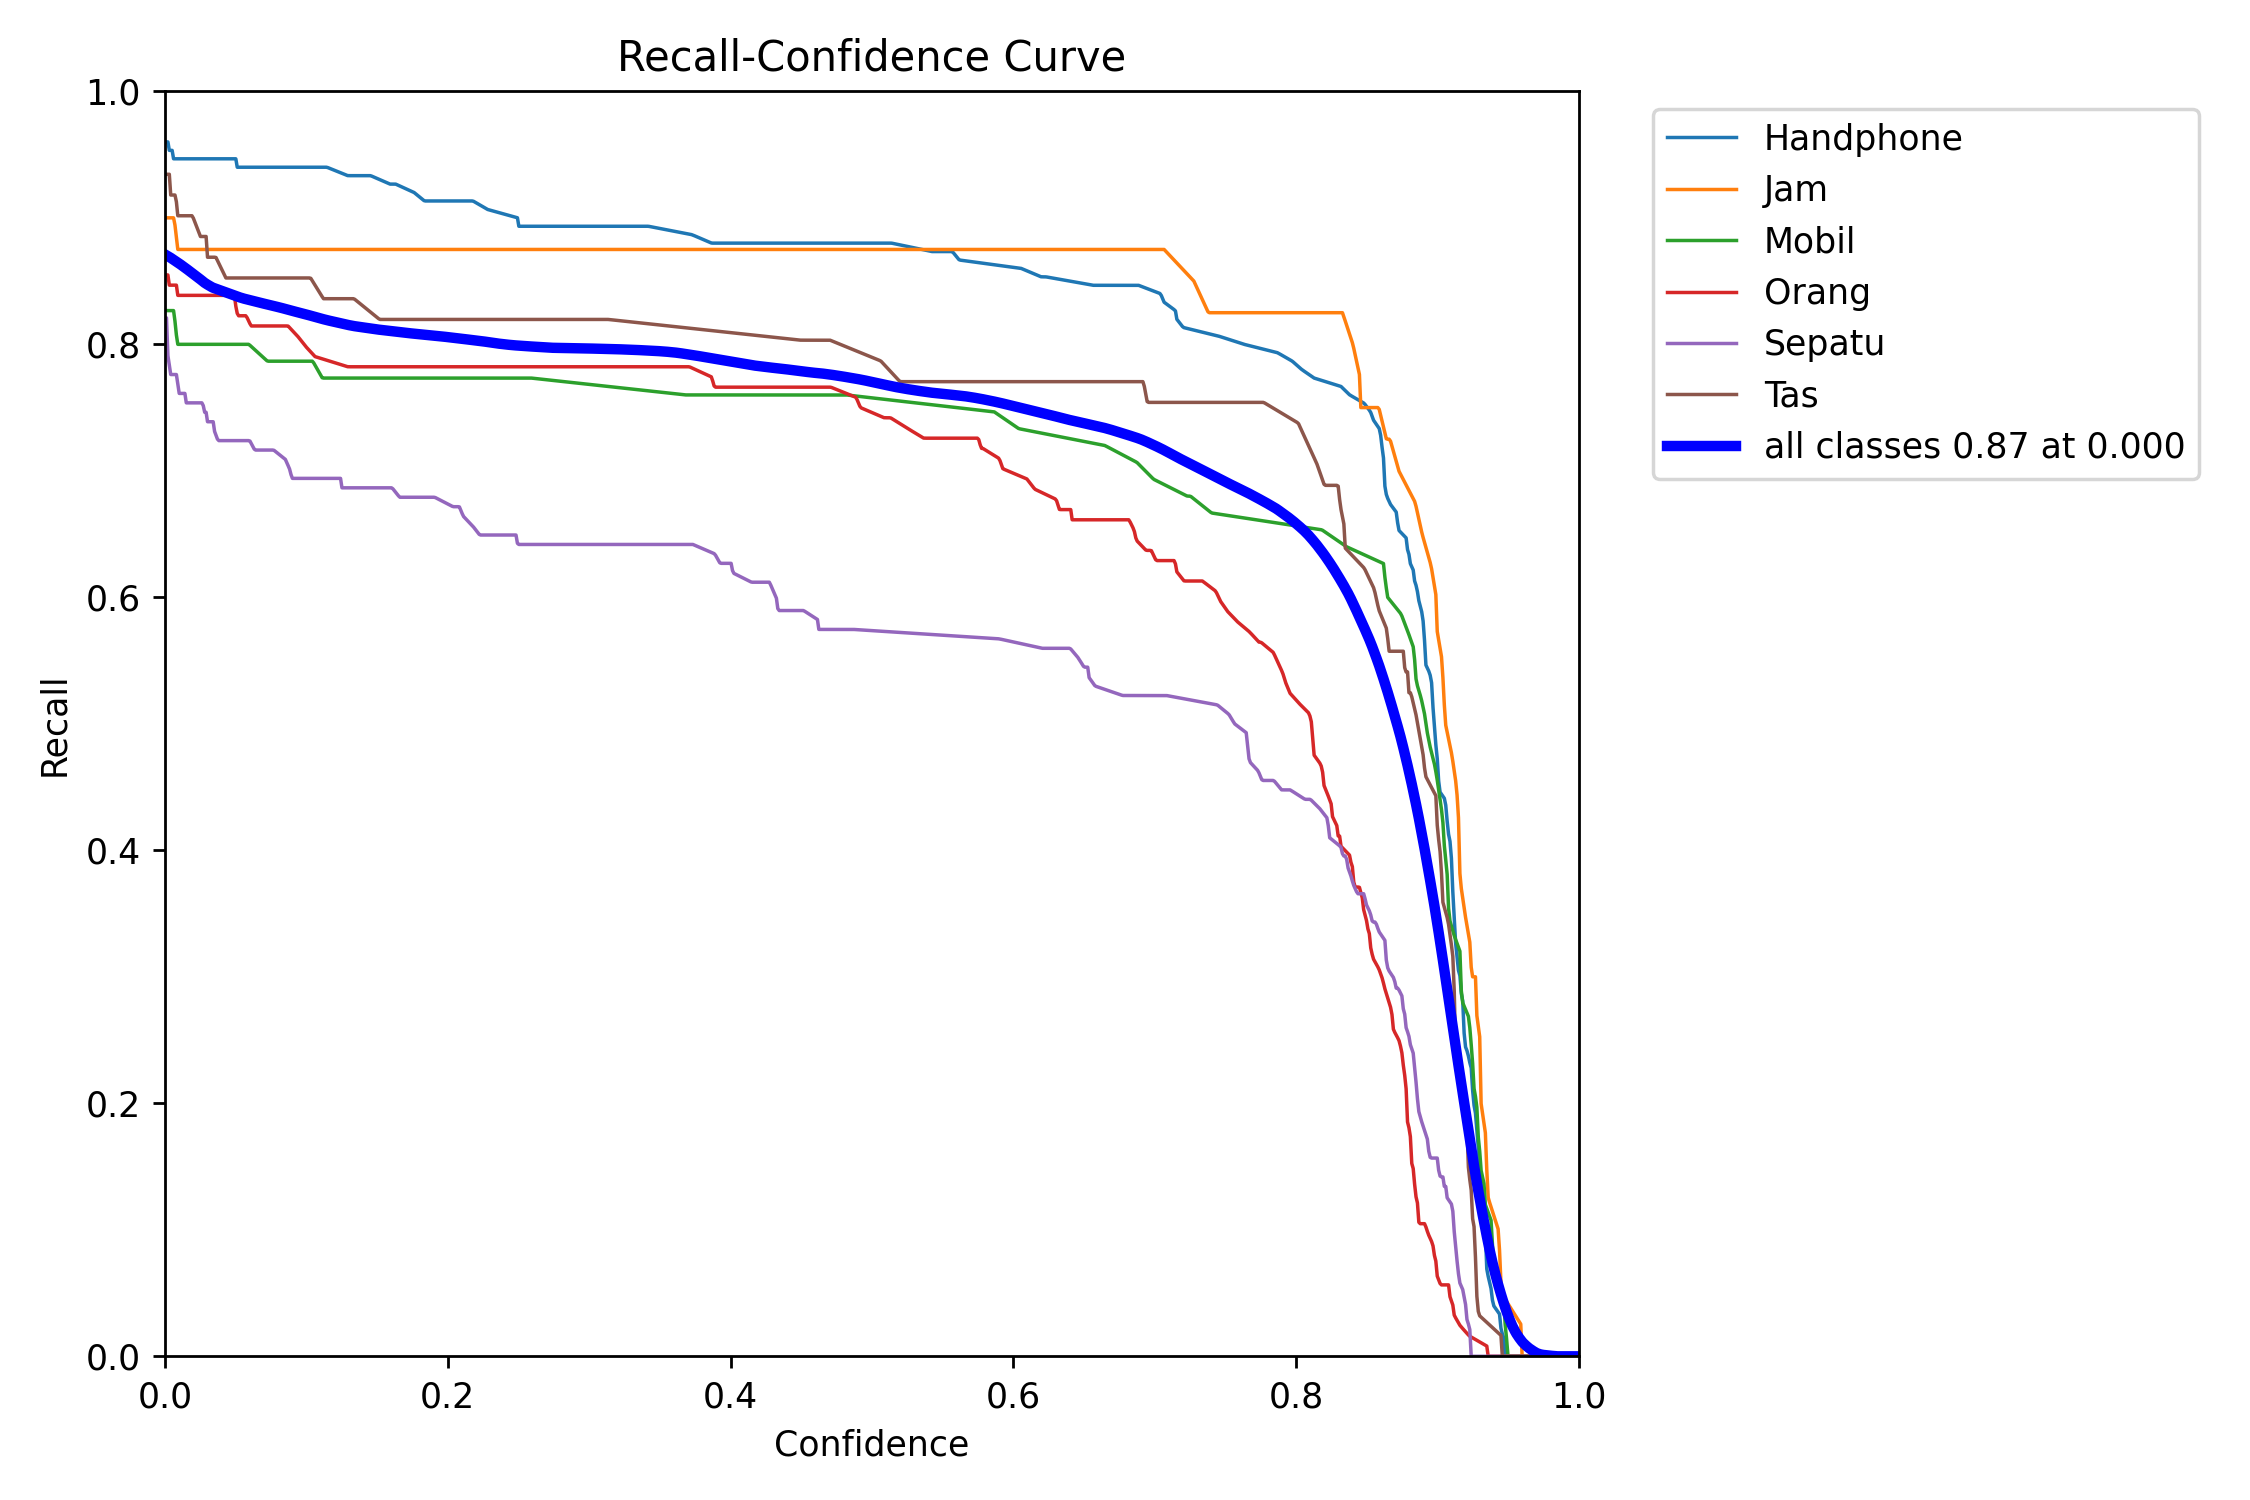 Recall-Confidence Curve
1.0
0.8
0.6
0.4
0.2
0.0
Recall
0.0 0.2 0.4 0.6 0.8 1.0
Confidence
Handphone
Jam
Mobil
Orang
Sepatu
Tas
all classes 0.87 at 0.000